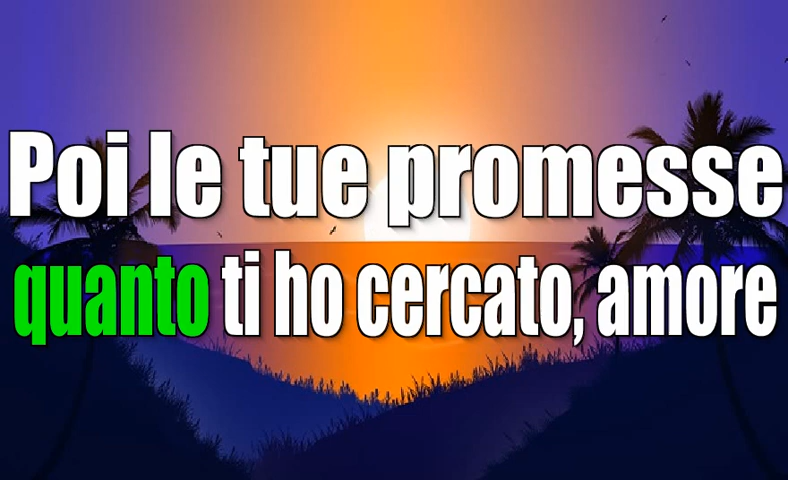 Poi le tue promesse
quanto ti ho cercato, amore